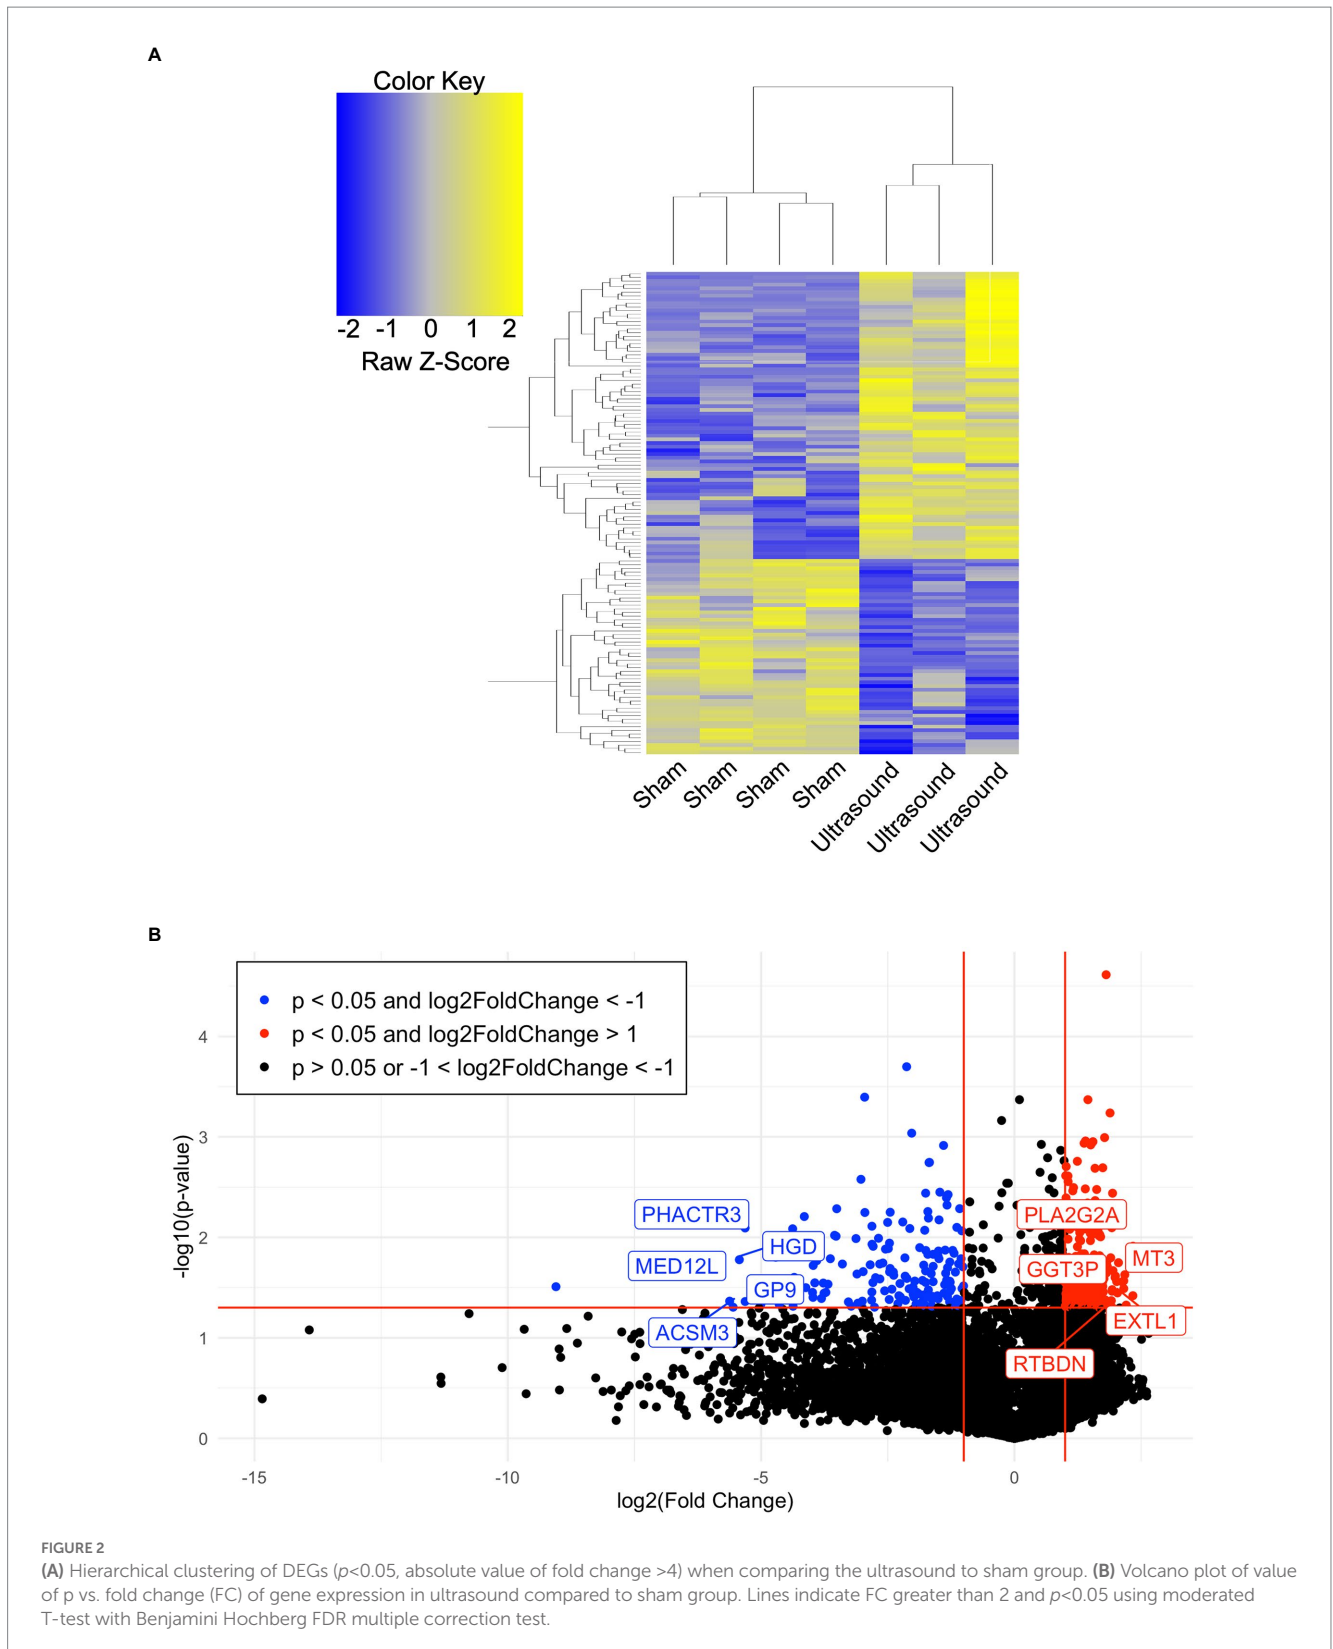 A
Color Key
-2 -1 0 1 2
Raw Z-Score
Sham Sham Sham Sham Ultrasound Ultrasound Ultrasound
B
p < 0.05 and log2FoldChange < -1
p < 0.05 and log2FoldChange > 1
p > 0.05 or -1 < log2FoldChange < -1
4
3
2
1
0
-log10(p-value)
PHACTR3
HGD
MED12L
GP9
ACSM3
PLA2G2A
MT3
GGT3P
EXTL1
RTBDN
-15 -10 -5 0
log2(Fold Change)
FIGURE 2
(A) Hierarchical clustering of DEGs (p<0.05, absolute value of fold change >4) when comparing the ultrasound to sham group. (B) Volcano plot of value
of p vs. fold change (FC) of gene expression in ultrasound compared to sham group. Lines indicate FC greater than 2 and p<0.05 using moderated
T-test with Benjamini Hochberg FDR multiple correction test.